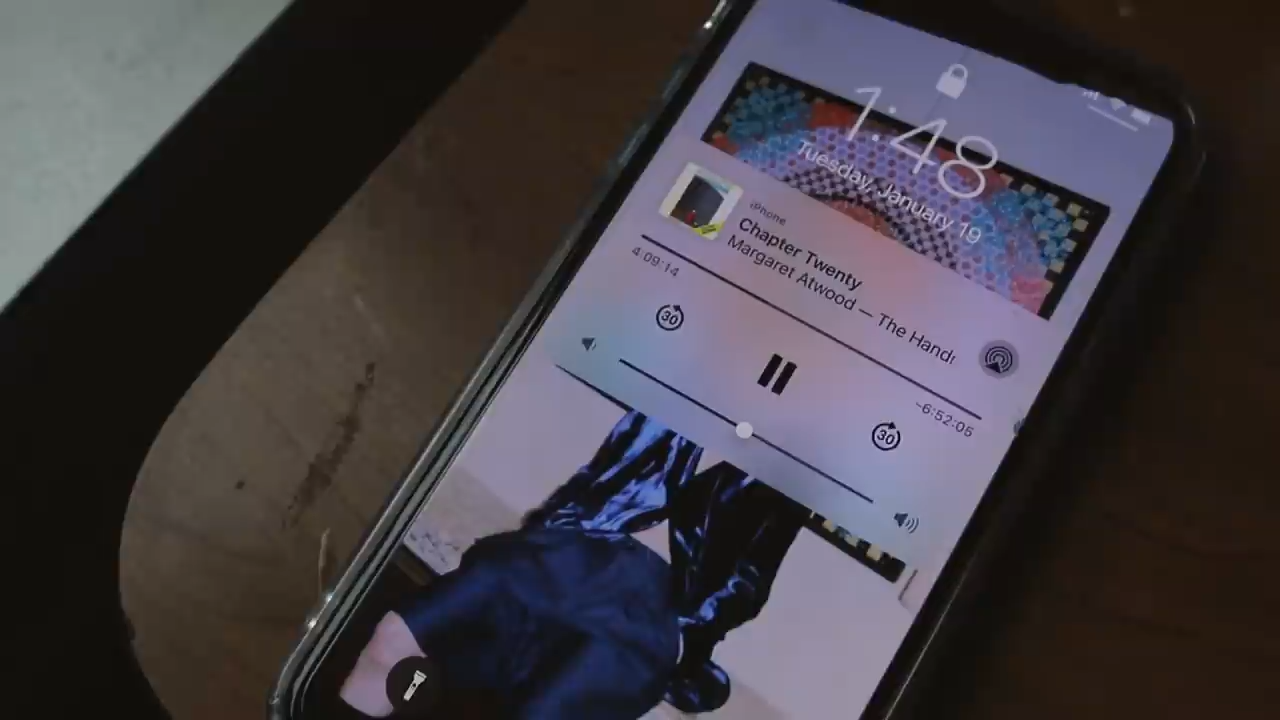 1:48
Tuesday, January 19
iPhone
Chapter Twenty
Margaret Atwood — The Hand
4:09:14
-6:52:05
30
30